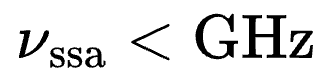 ν_ssa < GHz